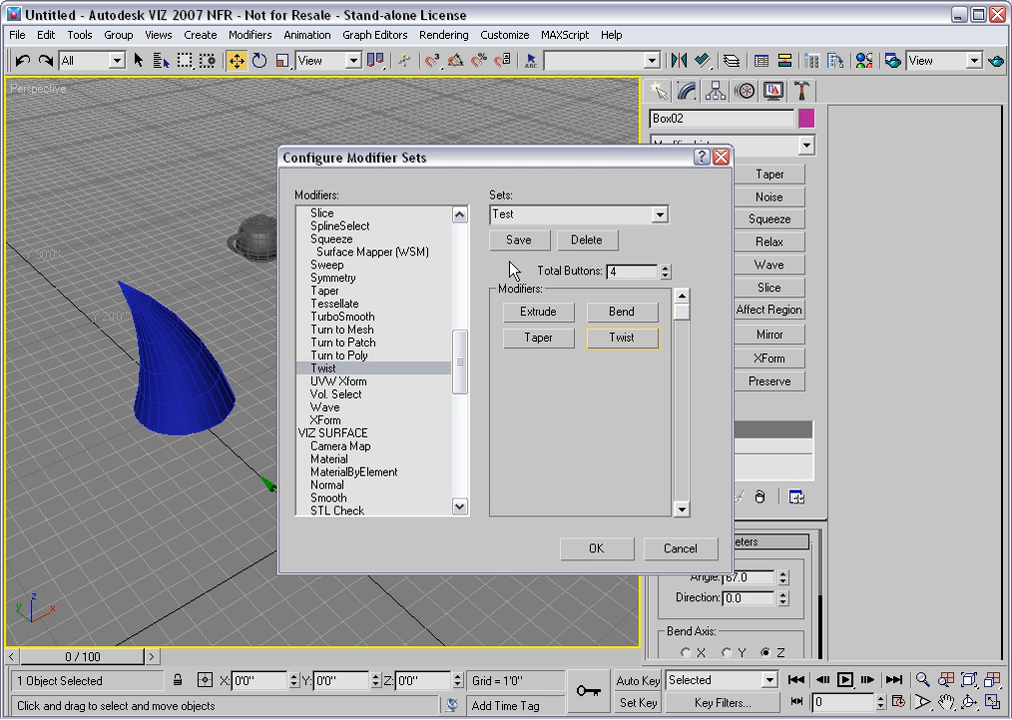 Untitled - Autodesk VIZ 2007 NFR - Not for Resale - Stand-alone License
File Edit Tools Group Views Create Modifiers Animation Graph Editors Rendering Customize MAXScript Help
All View ABC View
Perspective
Box02
Configure Modifier Sets
Modifiers:
Slice
SplineSelect
Squeeze
Surface Mapper (WSM)
Sweep
Symmetry
Taper
Tessellate
TurboSmooth
Turn to Mesh
Turn to Patch
Turn to Poly
Twist
UVW Xform
Vol. Select
Wave
XForm
VIZ SURFACE
Camera Map
Material
MaterialByElement
Normal
Smooth
STL Check
Sets:
Test
Save Delete
Total Buttons: 4
Modifiers:
Extrude Bend
Taper Twist
OK Cancel
Taper
Noise
Squeeze
Relax
Wave
Slice
Affect Region
Mirror
XForm
Preserve
eters
Angle: 67.0
Direction: 0.0
Bend Axis:
X Y Z
z
y x
0 / 100
1 Object Selected X: 0'0" Y: 0'0" Z: 0'0" Grid = 1'0" Auto Key Selected
Click and drag to select and move objects Add Time Tag Set Key Key Filters... 0